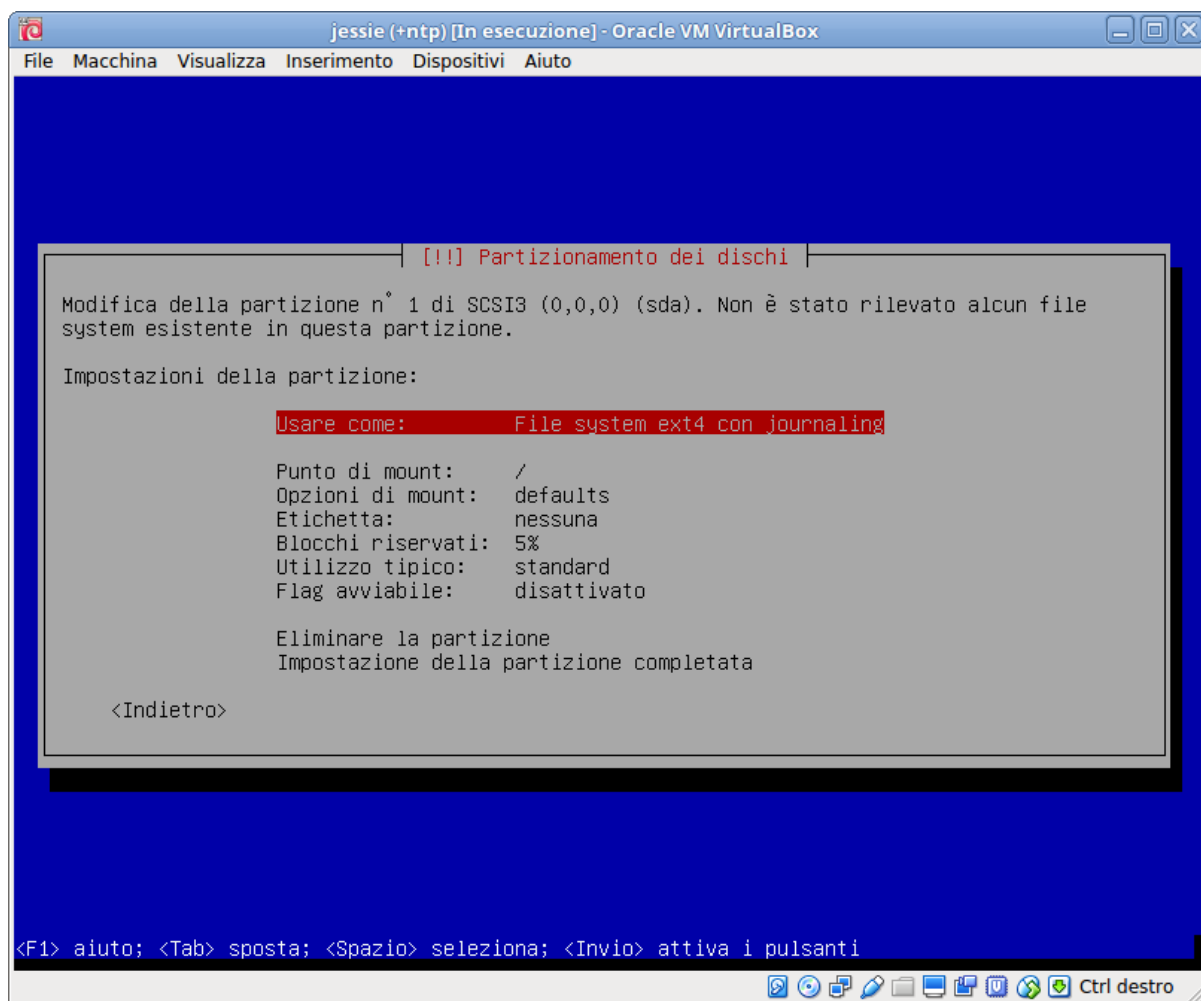 jessie (+ntp) [In esecuzione] - Oracle VM VirtualBox
File Macchina Visualizza Inserimento Dispositivi Aiuto
[!!] Partizionamento dei dischi
Modifica della partizione n° 1 di SCSI3 (0,0,0) (sda). Non è stato rilevato alcun file
system esistente in questa partizione.
Impostazioni della partizione:
Usare come: File system ext4 con journaling
Punto di mount: /
Opzioni di mount: defaults
Etichetta: nessuna
Blocchi riservati: 5%
Utilizzo tipico: standard
Flag avviabile: disattivato
Eliminare la partizione
Impostazione della partizione completata
<Indietro>
<F1> aiuto; <Tab> sposta; <Spazio> seleziona; <Invio> attiva i pulsanti
Ctrl destro